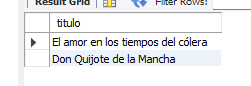 Result Grid Filter Rows:
titulo
El amor en los tiempos del cólera
Don Quijote de la Mancha